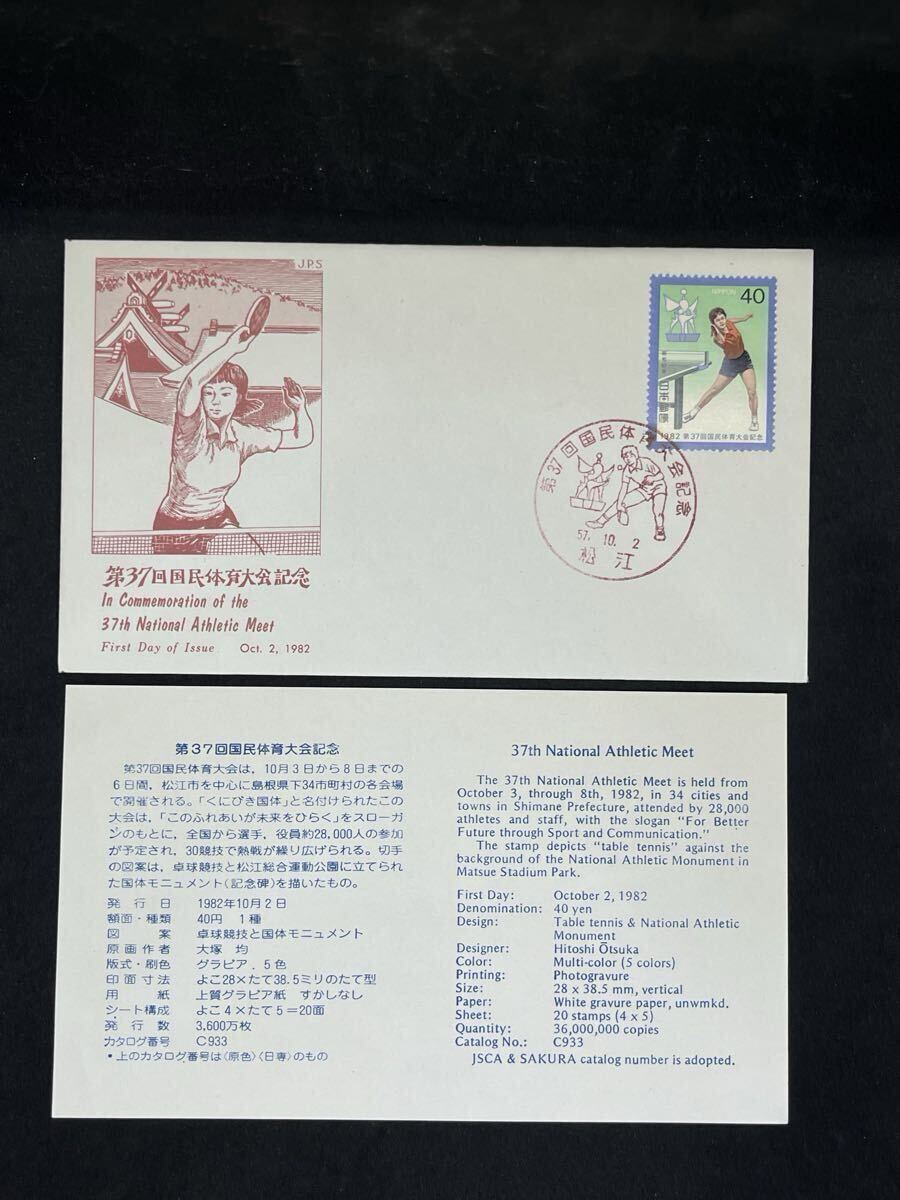 J.P.S
第37回国民体育大会記念
In Commemoration of the
37th National Athletic Meet
First Day of Issue Oct. 2, 1982
NIPPON 40
日本郵便
1982 第37回国民体育大会記念
第37回国民体育大会記念
57. 10. 2
松江
第37回国民体育大会記念
第37回国民体育大会は，10月3日から8日までの
6日間，松江市を中心に島根県下34市町村の各会場
で開催される。「くにびき国体」と名付けられたこの
大会は，「このふれあいが未来をひらく」をスローガ
ンのもとに，全国から選手，役員約28,000人の参加
が予定され，30競技で熱戦が繰り広げられる。切手
の図案は，卓球競技と松江総合運動公園に立てられ
た国体モニュメント（記念碑）を描いたもの。
発行日 1982年10月2日
額面・種類 40円 1種
図案 卓球競技と国体モニュメント
原画作者 大塚 均
版式・刷色 グラビア．5色
印面寸法 よこ28×たて38.5ミリのたて型
用紙 上質グラビア紙 すかしなし
シート構成 よこ4×たて5＝20面
発行数 3,600万枚
カタログ番号 C933
・上のカタログ番号は〈原色〉〈日専〉のもの
37th National Athletic Meet
The 37th National Athletic Meet is held from
October 3, through 8th, 1982, in 34 cities and
towns in Shimane Prefecture, attended by 28,000
athletes and staff, with the slogan "For Better
Future through Sport and Communication."
The stamp depicts "table tennis" against the
background of the National Athletic Monument in
Matsue Stadium Park.
First Day: October 2, 1982
Denomination: 40 yen
Design: Table tennis & National Athletic
Monument
Designer: Hitoshi Ōtsuka
Color: Multi-color (5 colors)
Printing: Photogravure
Size: 28 x 38.5 mm, vertical
Paper: White gravure paper, unwmkd.
Sheet: 20 stamps (4 x 5)
Quantity: 36,000,000 copies
Catalog No.: C933
JSCA & SAKURA catalog number is adopted.